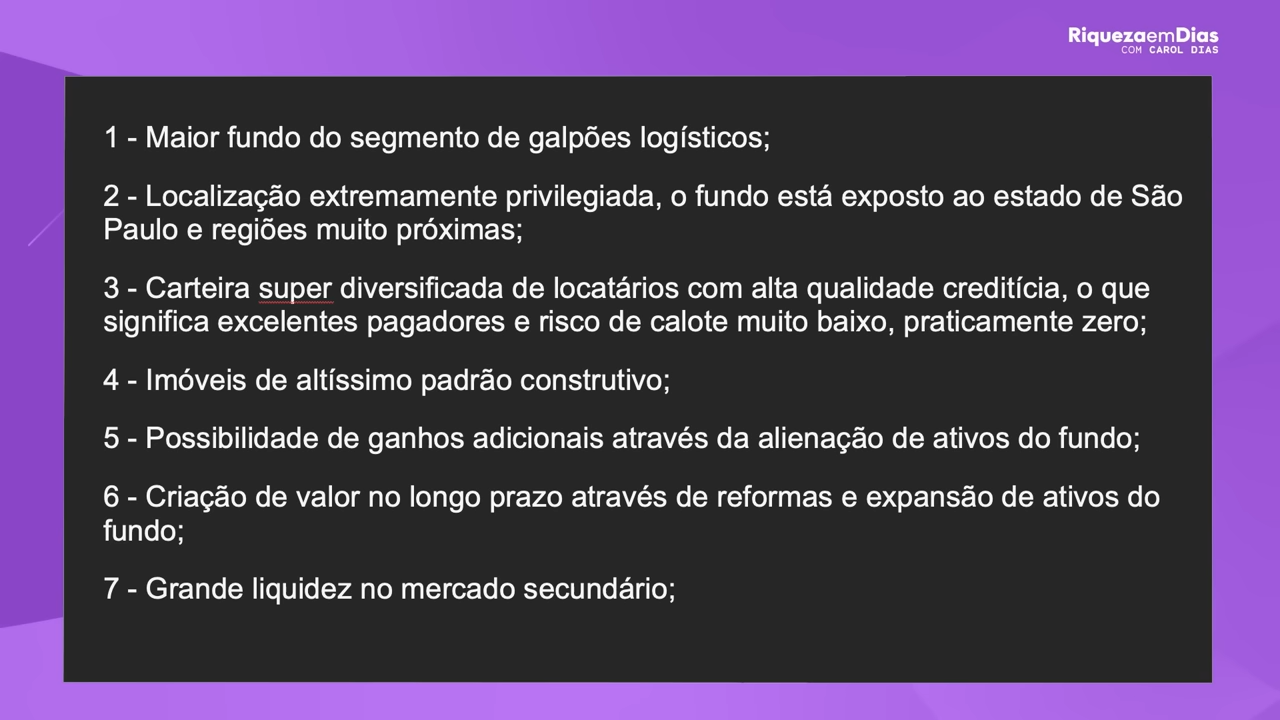 RiquezaemDias
COM CAROL DIAS
1 - Maior fundo do segmento de galpões logísticos;
2 - Localização extremamente privilegiada, o fundo está exposto ao estado de São
Paulo e regiões muito próximas;
3 - Carteira super diversificada de locatários com alta qualidade creditícia, o que
significa excelentes pagadores e risco de calote muito baixo, praticamente zero;
4 - Imóveis de altíssimo padrão construtivo;
5 - Possibilidade de ganhos adicionais através da alienação de ativos do fundo;
6 - Criação de valor no longo prazo através de reformas e expansão de ativos do
fundo;
7 - Grande liquidez no mercado secundário;